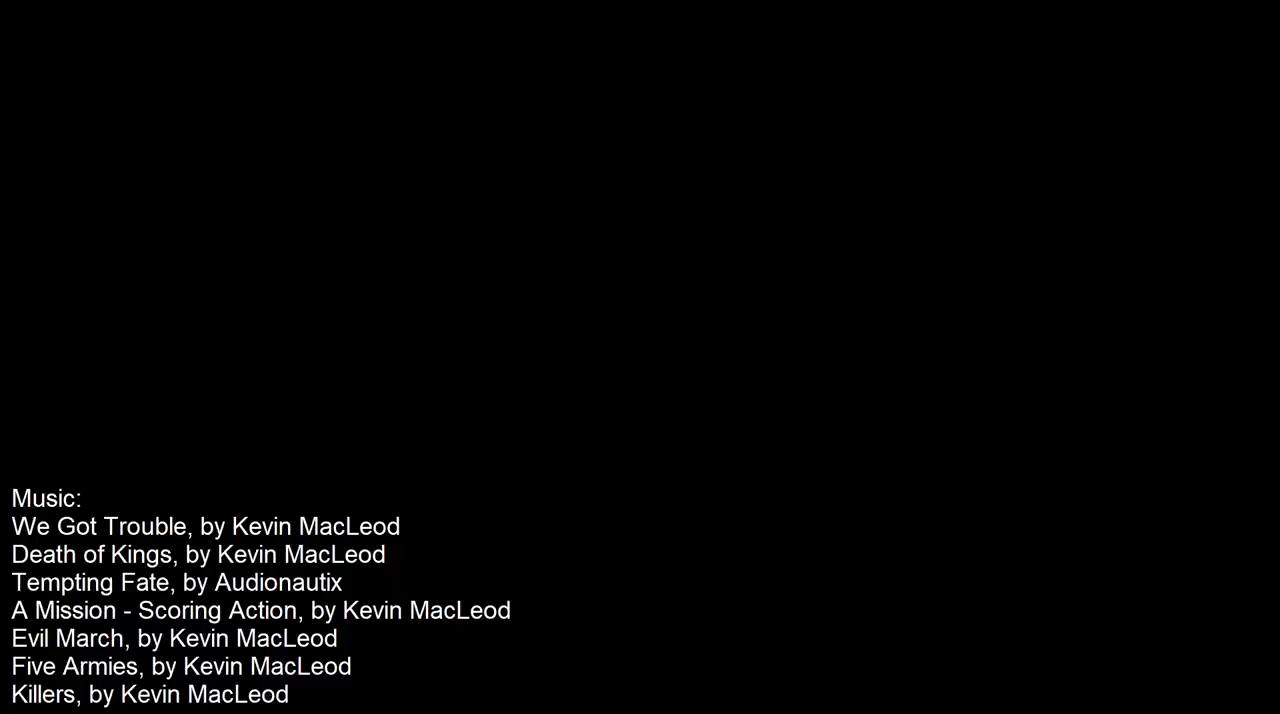 Music:
We Got Trouble, by Kevin MacLeod
Death of Kings, by Kevin MacLeod
Tempting Fate, by Audionautix
A Mission - Scoring Action, by Kevin MacLeod
Evil March, by Kevin MacLeod
Five Armies, by Kevin MacLeod
Killers, by Kevin MacLeod